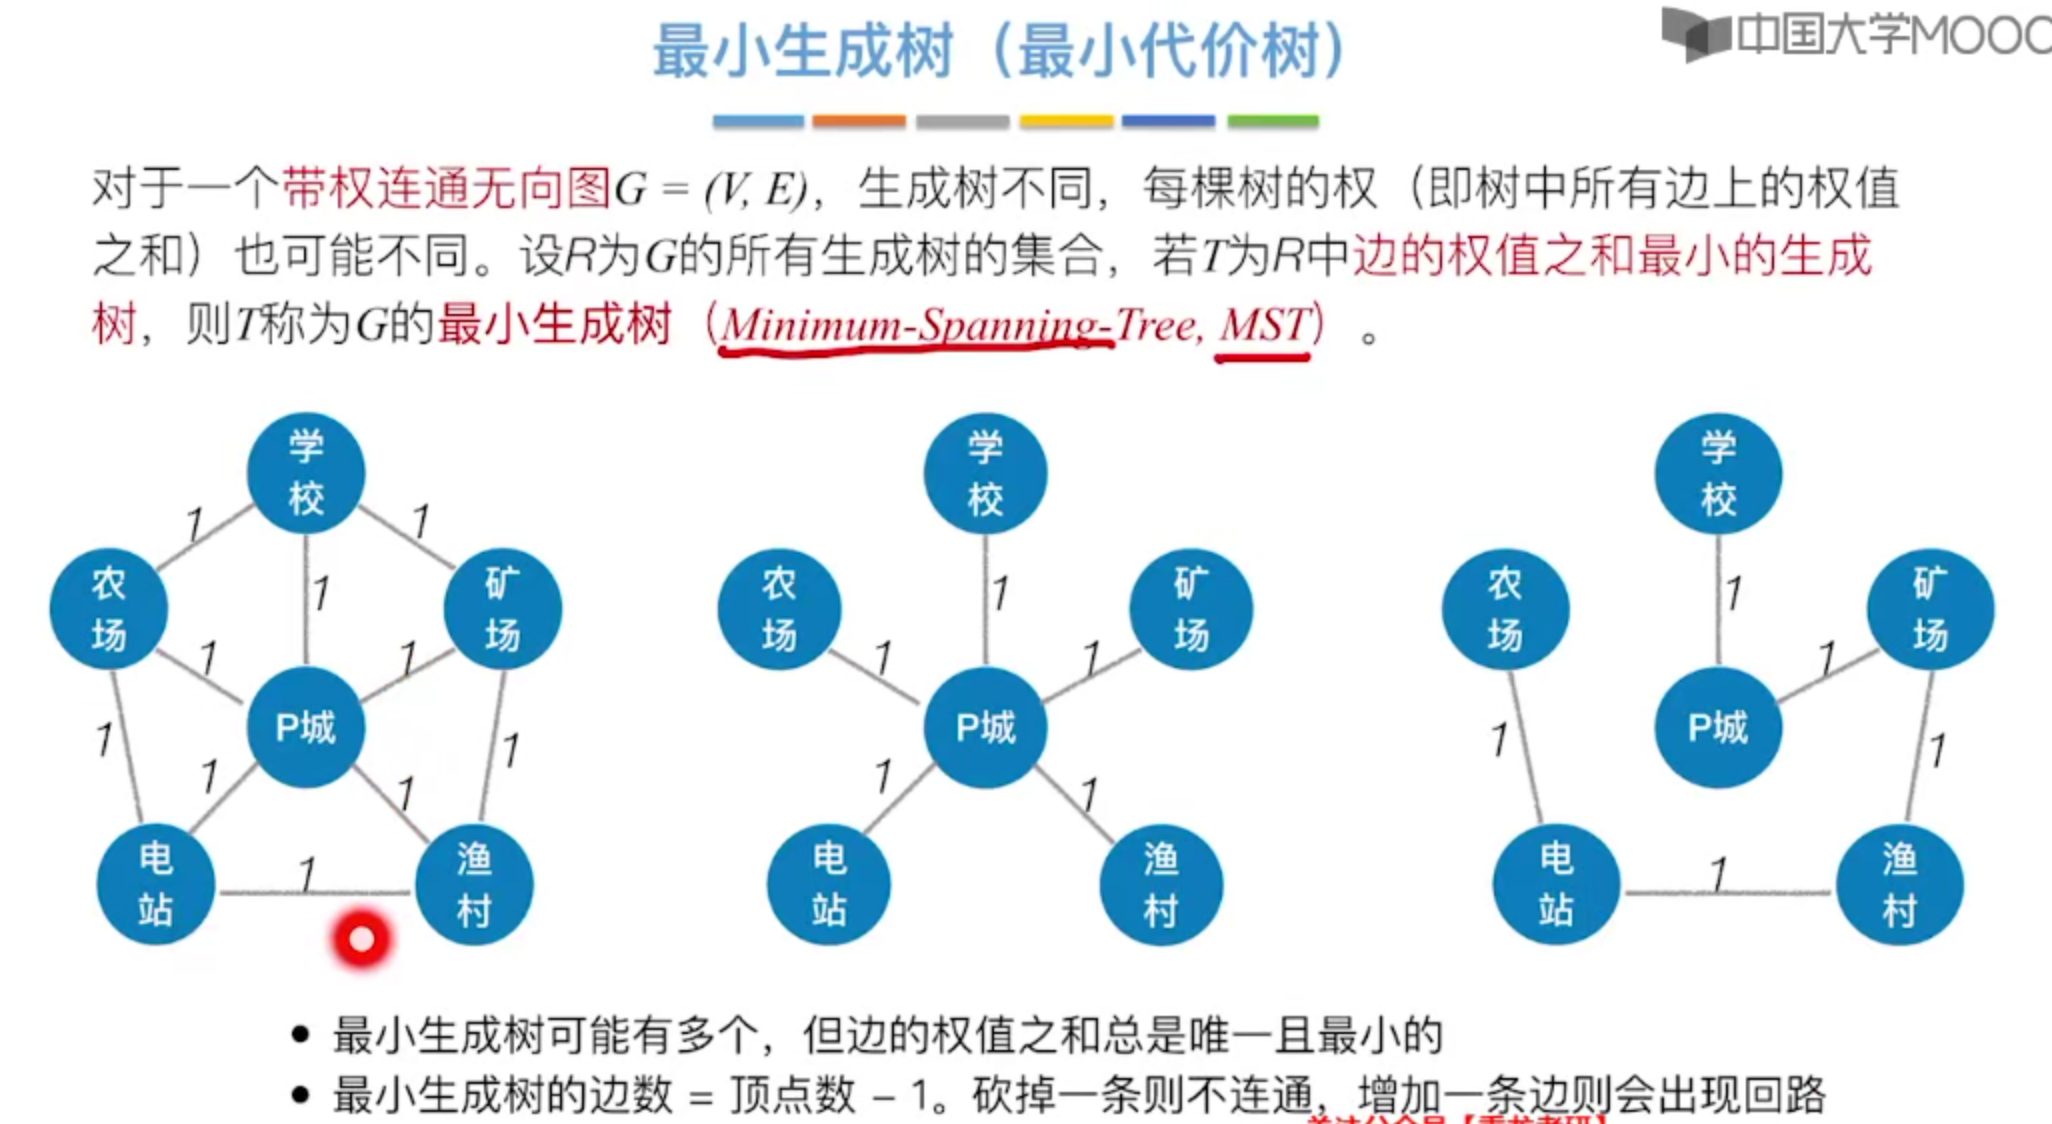 最小生成树（最小代价树）
中国大学MOOC
对于一个带权连通无向图G = (V, E)，生成树不同，每棵树的权（即树中所有边上的权值
之和）也可能不同。设R为G的所有生成树的集合，若T为R中边的权值之和最小的生成
树，则T称为G的最小生成树（Minimum-Spanning-Tree, MST）。
学
校
1
1
农
场
1
矿
场
1
1
P城
1
1
1
1
电
站
1
渔
村
学
校
农
场
1
矿
场
1
1
P城
1
1
电
站
渔
村
学
校
农
场
1
矿
场
1
P城
1
1
电
站
1
渔
村
• 最小生成树可能有多个，但边的权值之和总是唯一且最小的
• 最小生成树的边数 = 顶点数 - 1。砍掉一条则不连通，增加一条边则会出现回路